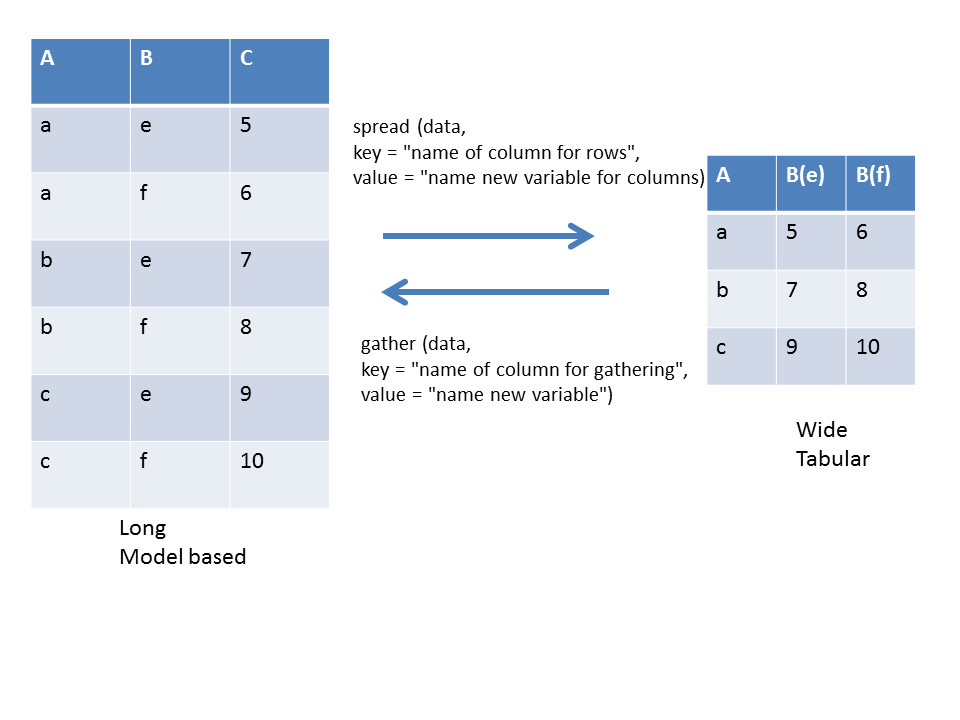 A B C
a e 5
a f 6
b e 7
b f 8
c e 9
c f 10
Long
Model based
spread (data,
key = "name of column for rows",
value = "name new variable for columns)
gather (data,
key = "name of column for gathering",
value = "name new variable")
A B(e) B(f)
a 5 6
b 7 8
c 9 10
Wide
Tabular